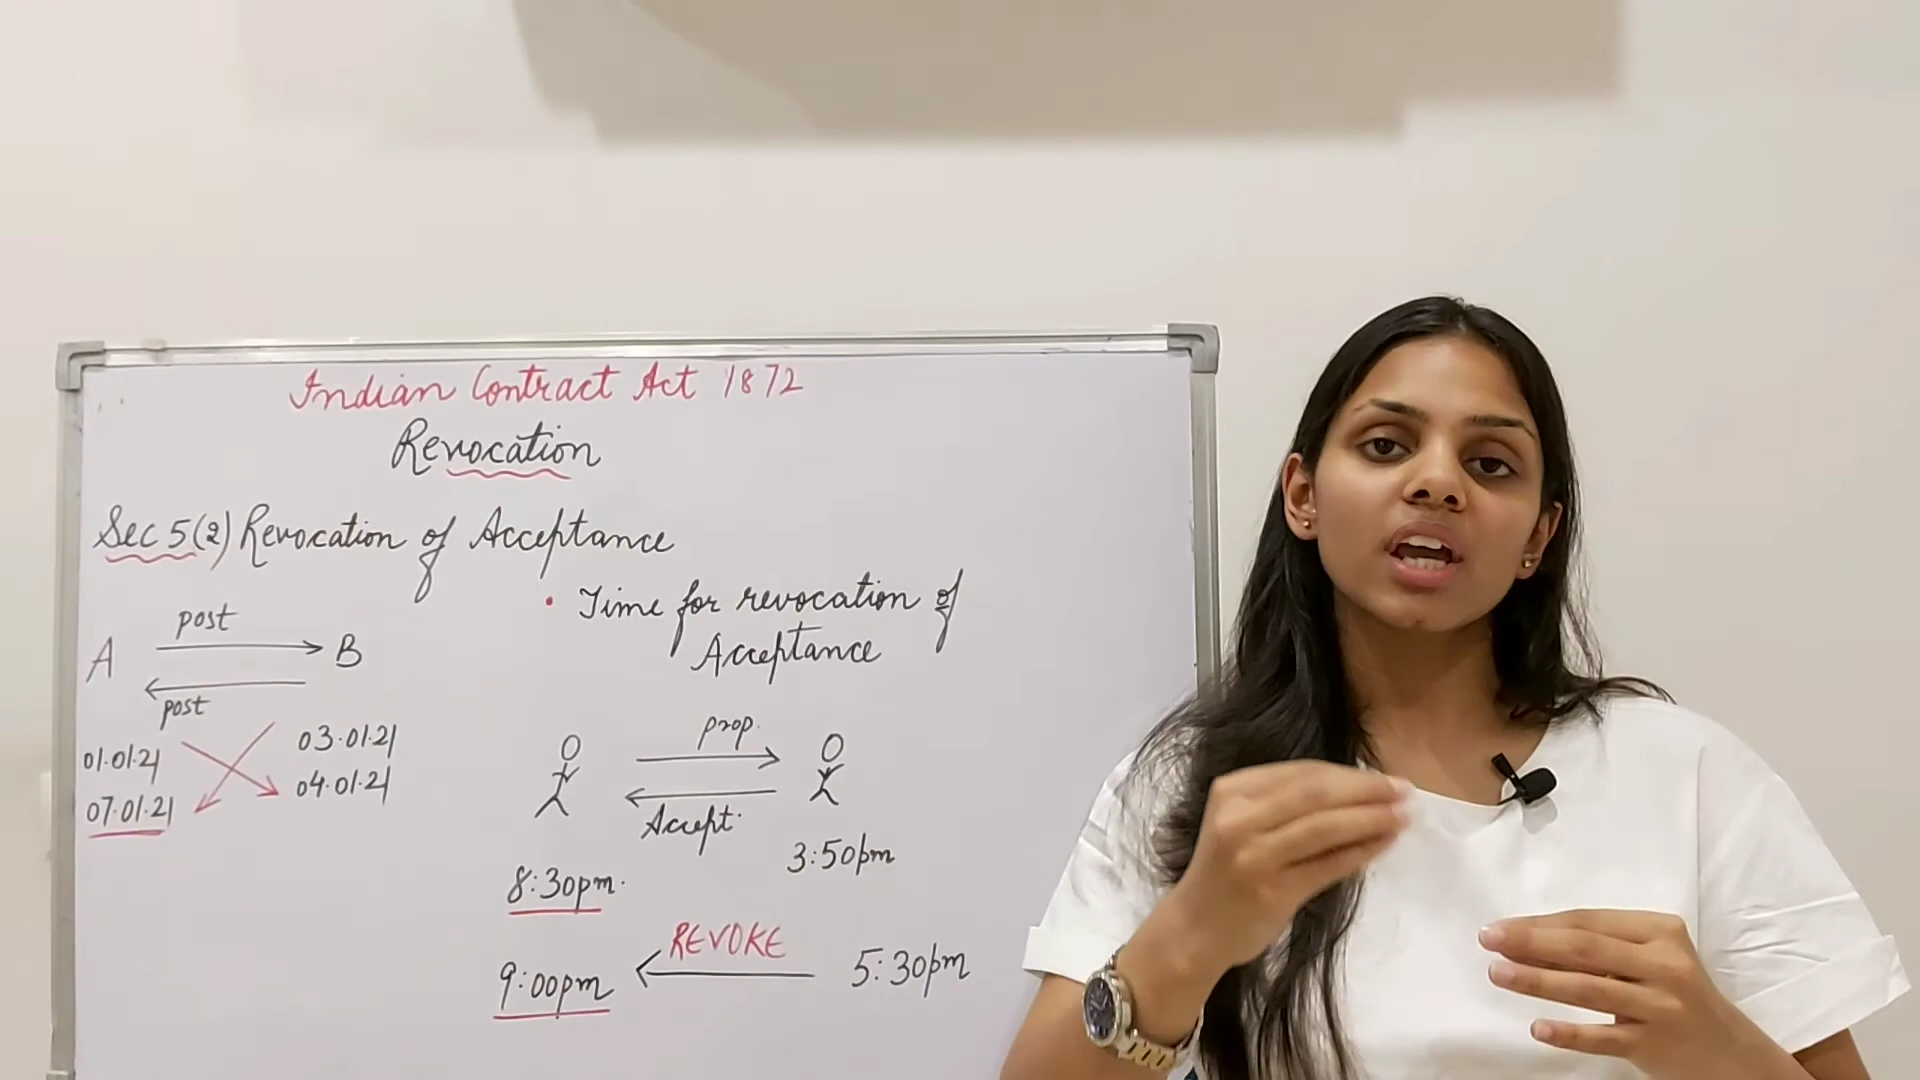 Indian Contract Act 1872
Revocation
Sec 5(2) Revocation of Acceptance
post
A B
post
01.01.21 03.01.21
07.01.21 04.01.21
• Time for revocation of
Acceptance
prop.
Accept.
3:50pm
8:30pm.
REVOKE
9:00pm 5:30pm